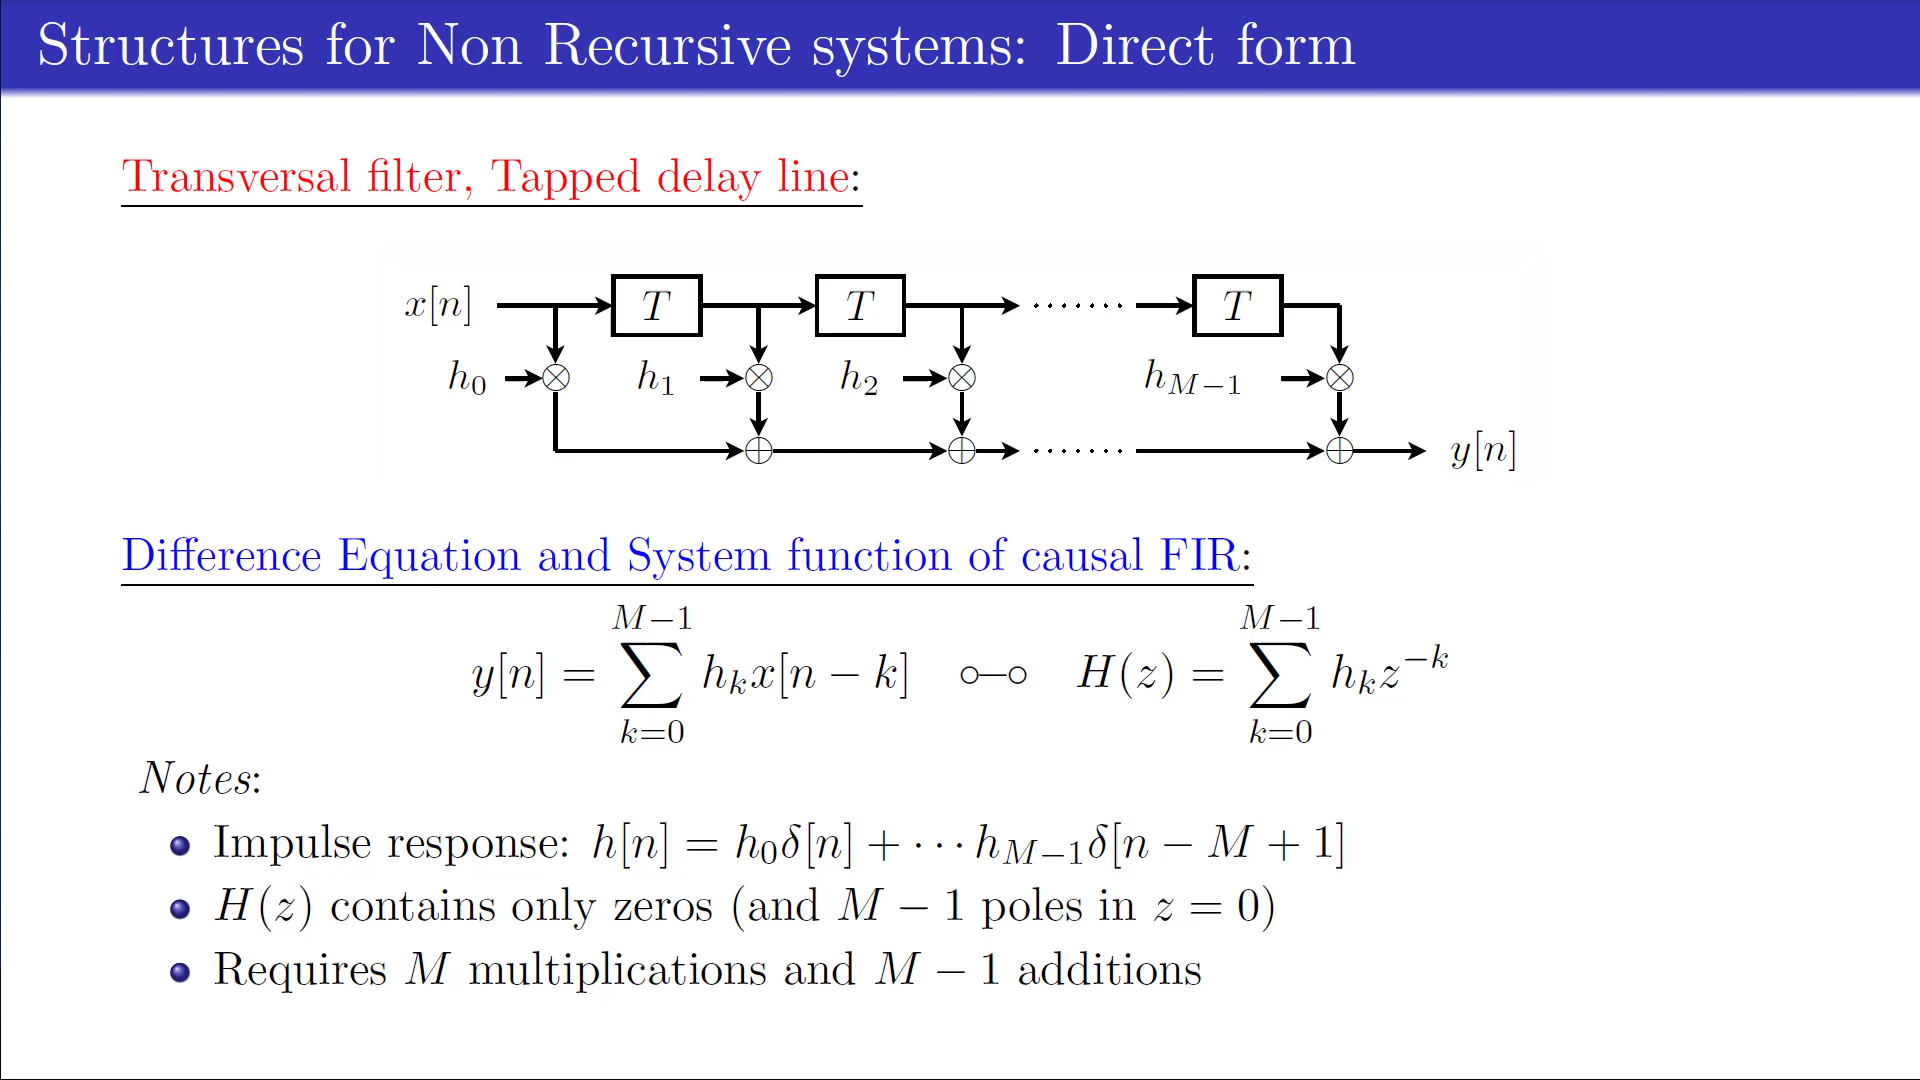 Structures for Non Recursive systems: Direct form
Transversal filter, Tapped delay line:
x[n] T T ······· T
h₀ ⊗ h₁ ⊗ h₂ ⊗ h_{M−1} ⊗
⊕ ⊕ ······· ⊕ y[n]
Difference Equation and System function of causal FIR:
y[n] = \sum_{k=0}^{M−1} h_k x[n − k] ○─○ H(z) = \sum_{k=0}^{M−1} h_k z^{−k}
Notes:
Impulse response: h[n] = h₀δ[n] + ··· h_{M−1}δ[n − M + 1]
H(z) contains only zeros (and M − 1 poles in z = 0)
Requires M multiplications and M − 1 additions